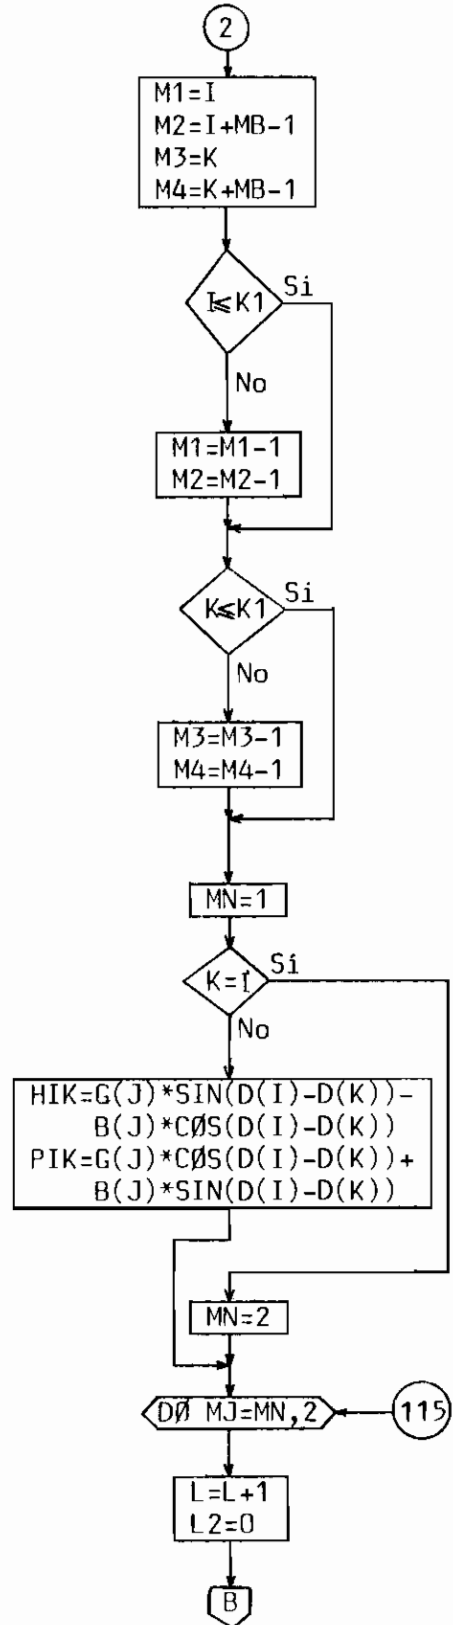 2
M1=I
M2=I+MB-1
M3=K
M4=K+MB-1
I≤K1
Si
No
M1=M1-1
M2=M2-1
K≤K1
Si
No
M3=M3-1
M4=M4-1
MN=1
K=I
Si
No
HIK=G(J)*SIN(D(I)-D(K))-
B(J)*CØS(D(I)-D(K))
PIK=G(J)*CØS(D(I)-D(K))+
B(J)*SIN(D(I)-D(K))
MN=2
DØ MJ=MN,2
115
L=L+1
L2=0
B